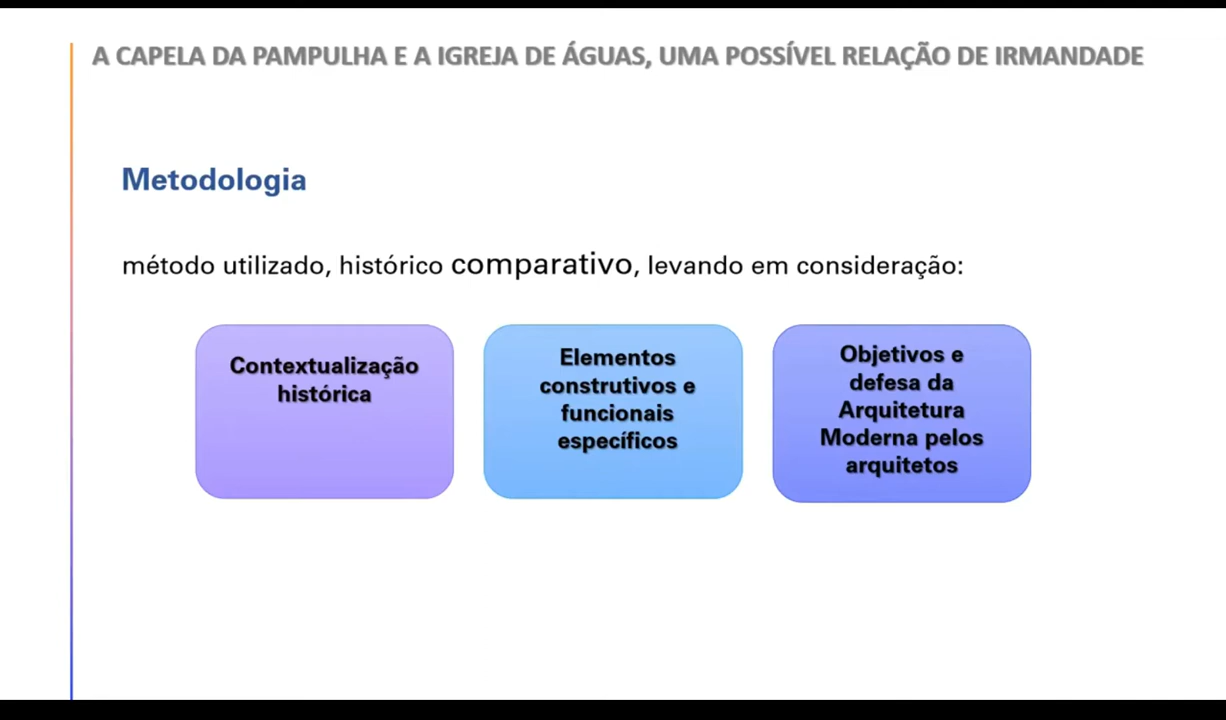 A CAPELA DA PAMPULHA E A IGREJA DE ÁGUAS, UMA POSSÍVEL RELAÇÃO DE IRMANDADE
Metodologia
método utilizado, histórico comparativo, levando em consideração:
Contextualização
histórica
Elementos
construtivos e
funcionais
específicos
Objetivos e
defesa da
Arquitetura
Moderna pelos
arquitetos